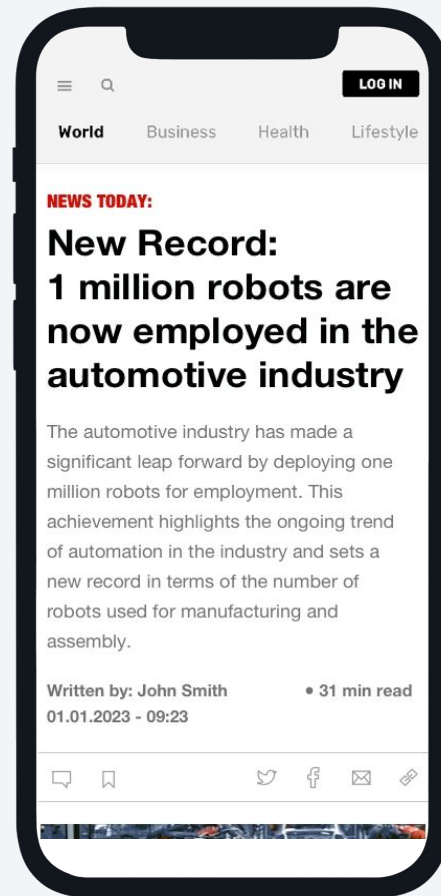 LOG IN
World Business Health Lifestyle
NEWS TODAY:
New Record:
1 million robots are
now employed in the
automotive industry
The automotive industry has made a
significant leap forward by deploying one
million robots for employment. This
achievement highlights the ongoing trend
of automation in the industry and sets a
new record in terms of the number of
robots used for manufacturing and
assembly.
Written by: John Smith • 31 min read
01.01.2023 - 09:23